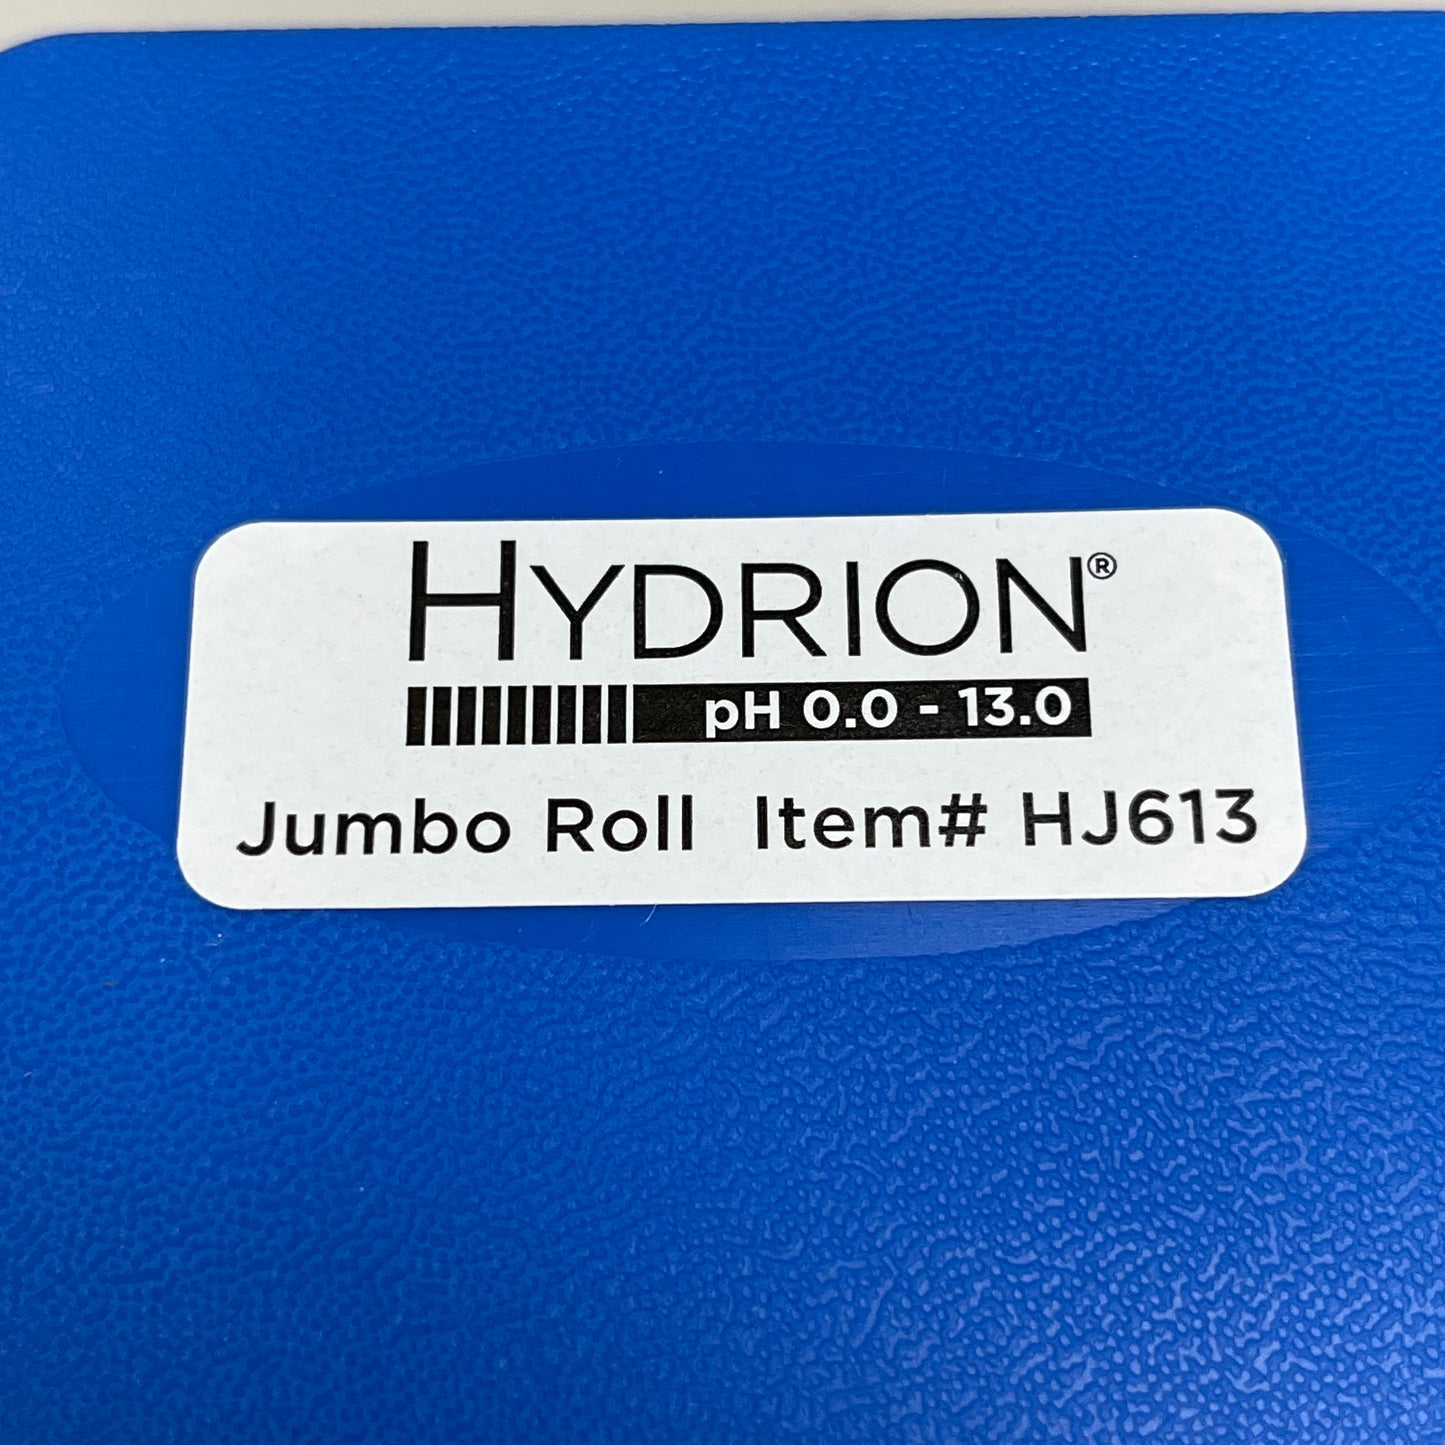 HYDRION®
pH 0.0 - 13.0
Jumbo Roll Item# HJ613